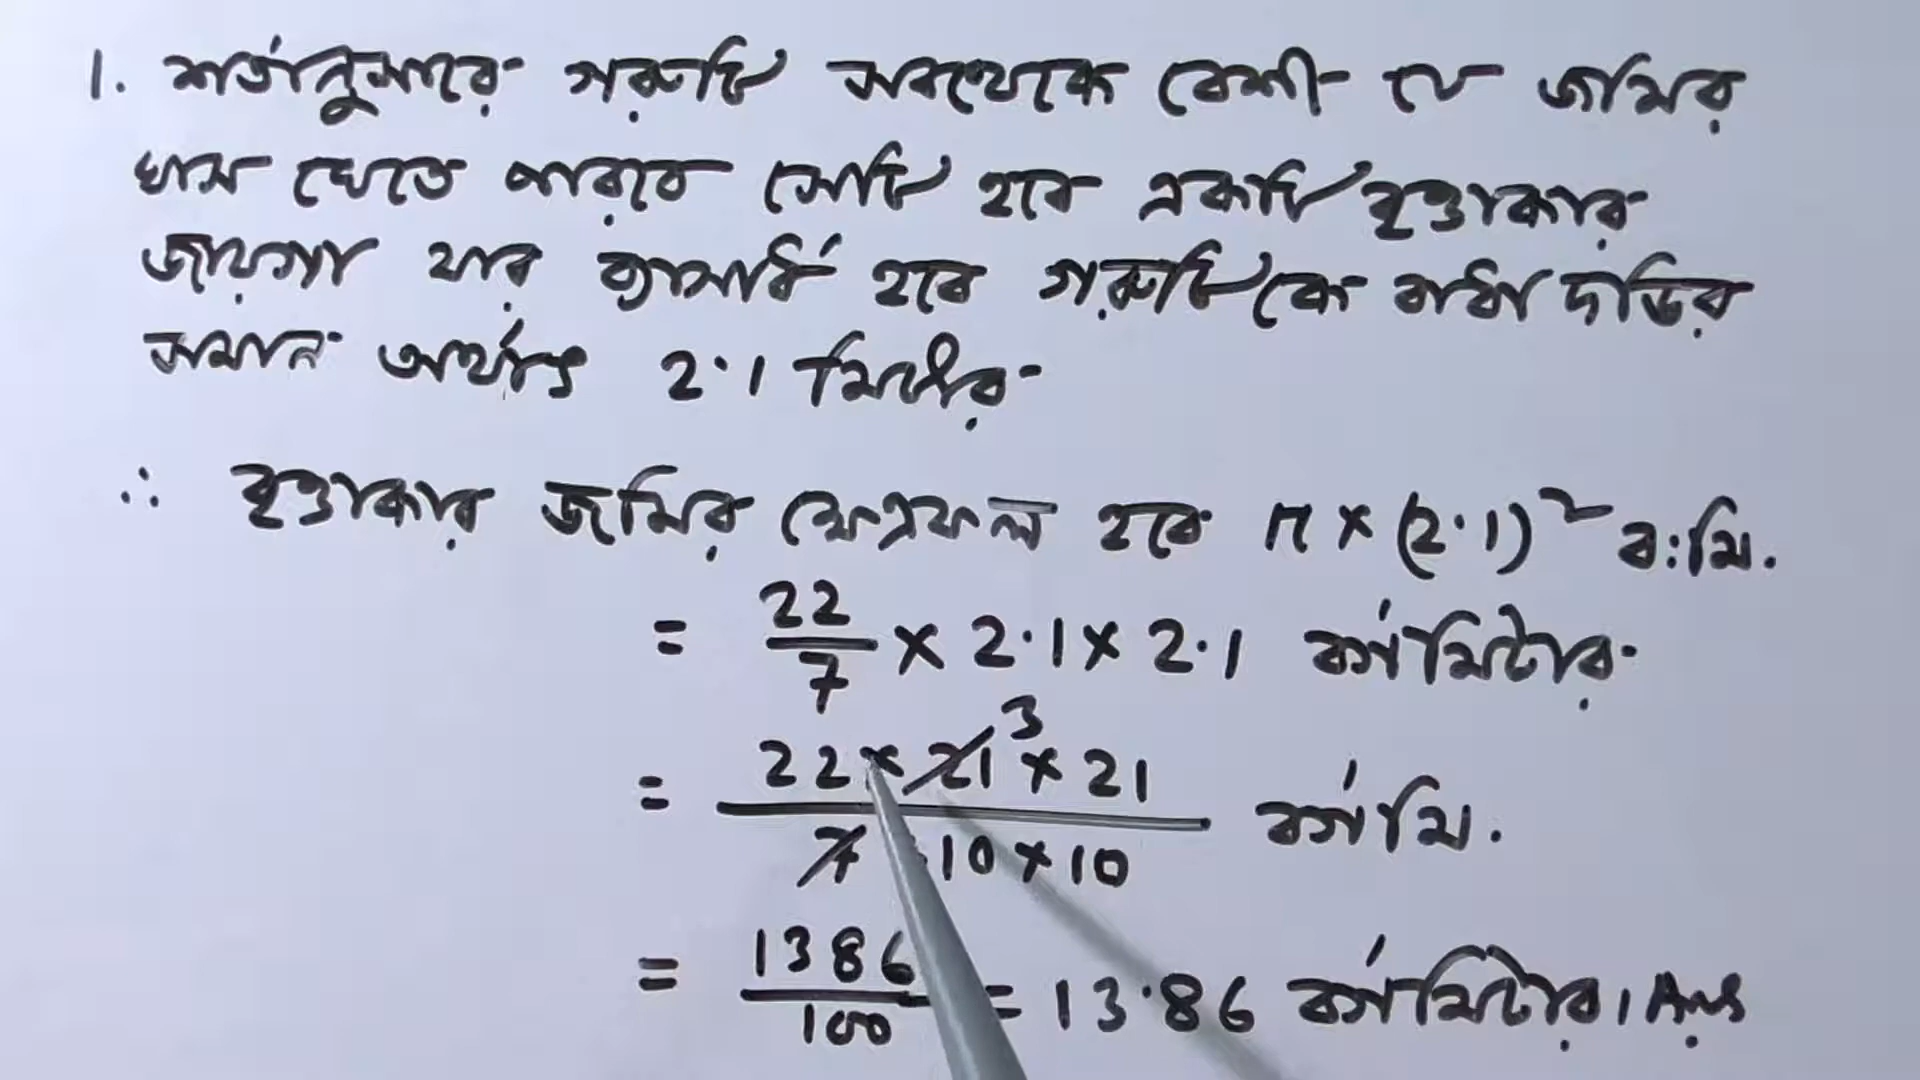 1. শর্তানুসারে গরুটি সবথেকে বেশী যে জমির
ঘাস খেতে পারবে সেটি হবে একটি বৃত্তাকার
জায়গা যার ব্যাসার্ধ হবে গরুটিকে বাধা দড়ির
সমান অর্থাৎ 2.1 মিটার
∴ বৃত্তাকার জমির ক্ষেত্রফল হবে π × (2.1)² ব:মি.
= 22/7 × 2.1 × 2.1 বর্গমিটার
= 22 × 21 3 × 21 / 7 10 × 10 বর্গমি.
= 1386/100 = 13.86 বর্গমিটার। Ans